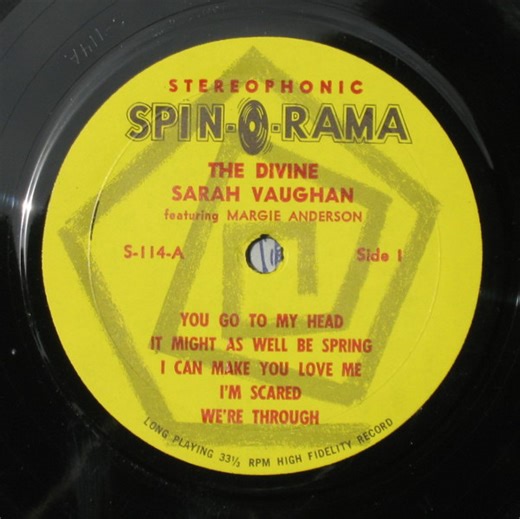 STEREOPHONIC
SPIN-O-RAMA
THE DIVINE
SARAH VAUGHAN
featuring MARGIE ANDERSON
S-114-A
Side 1
YOU GO TO MY HEAD
IT MIGHT AS WELL BE SPRING
I CAN MAKE YOU LOVE ME
I'M SCARED
WE'RE THROUGH
LONG PLAYING 33⅓ RPM HIGH FIDELITY RECORD